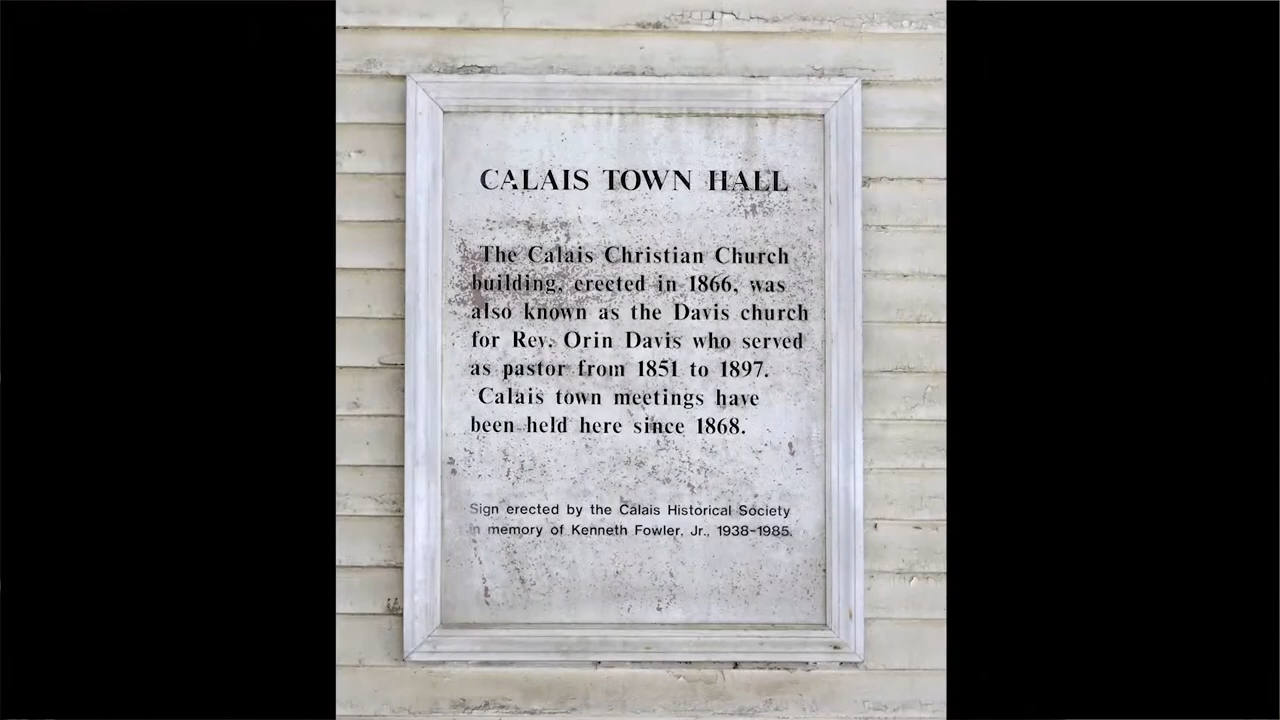 CALAIS TOWN HALL
The Calais Christian Church
building, erected in 1866, was
also known as the Davis church
for Rev. Orin Davis who served
as pastor from 1851 to 1897.
Calais town meetings have
been held here since 1868.
Sign erected by the Calais Historical Society
in memory of Kenneth Fowler, Jr., 1938-1985.